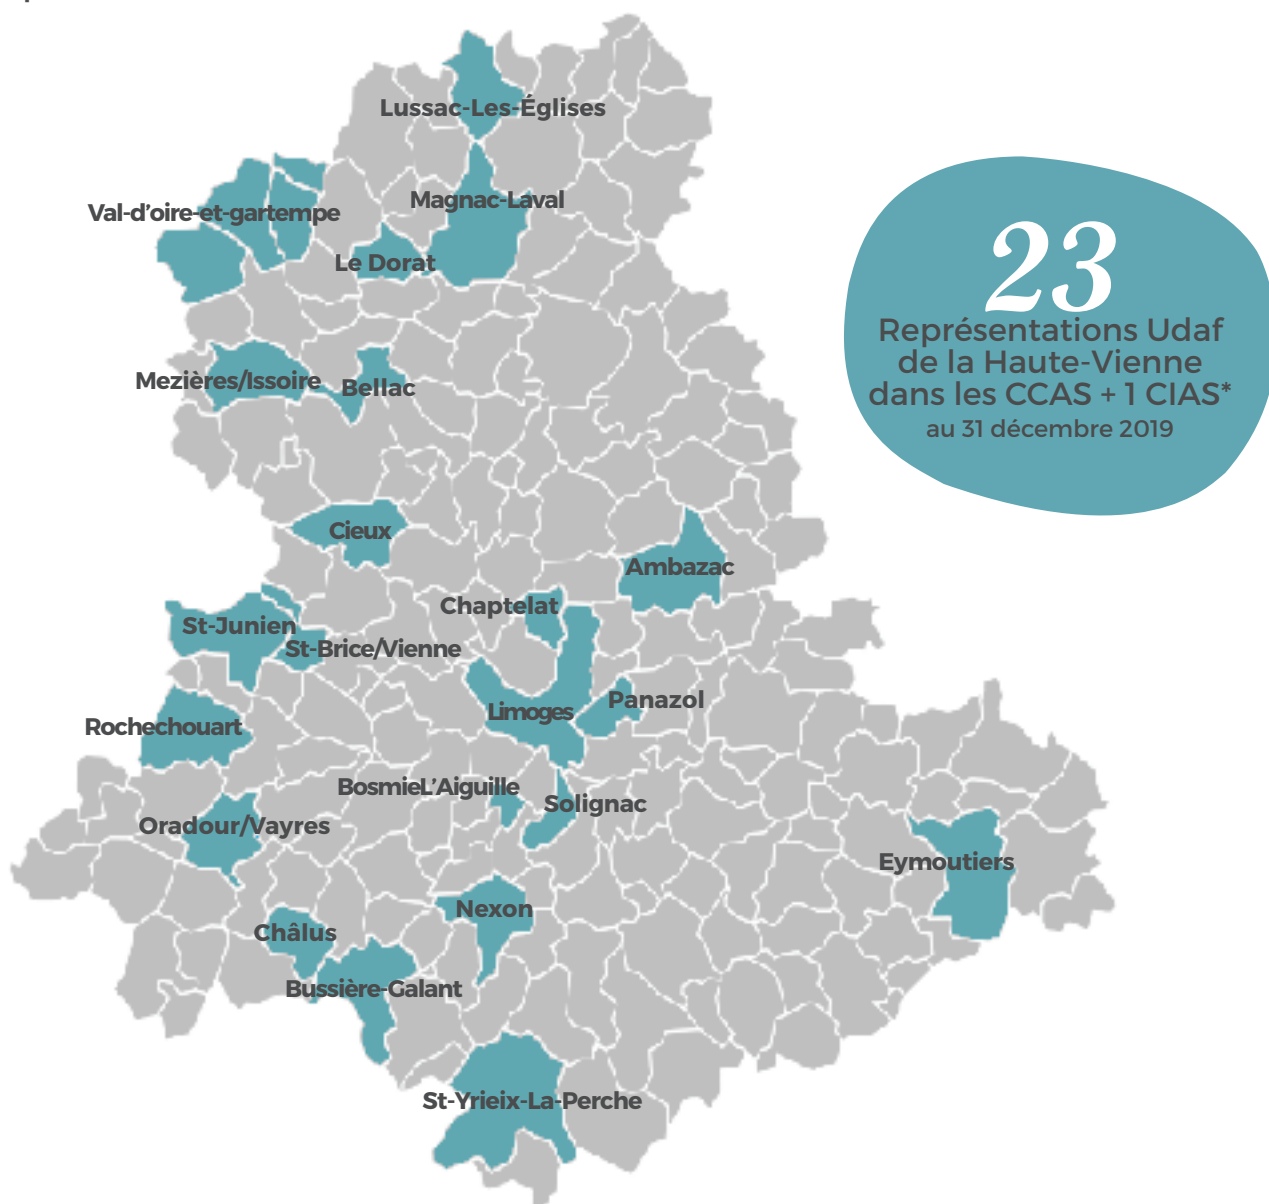 Lussac-Les-Églises
Magnac-Laval
Val-d'oire-et-gartempe
Le Dorat
23
Représentations Udaf
de la Haute-Vienne
dans les CCAS + 1 CIAS*
au 31 décembre 2019
Mezières/Issoire
Bellac
Cieux
Ambazac
Chaptelat
St-Junien
St-Brice/Vienne
Panazol
Limoges
Rochechouart
BosmieL'Aiguille
Solignac
Oradour/Vayres
Eymoutiers
Nexon
Châlus
Bussière-Galant
St-Yrieix-La-Perche